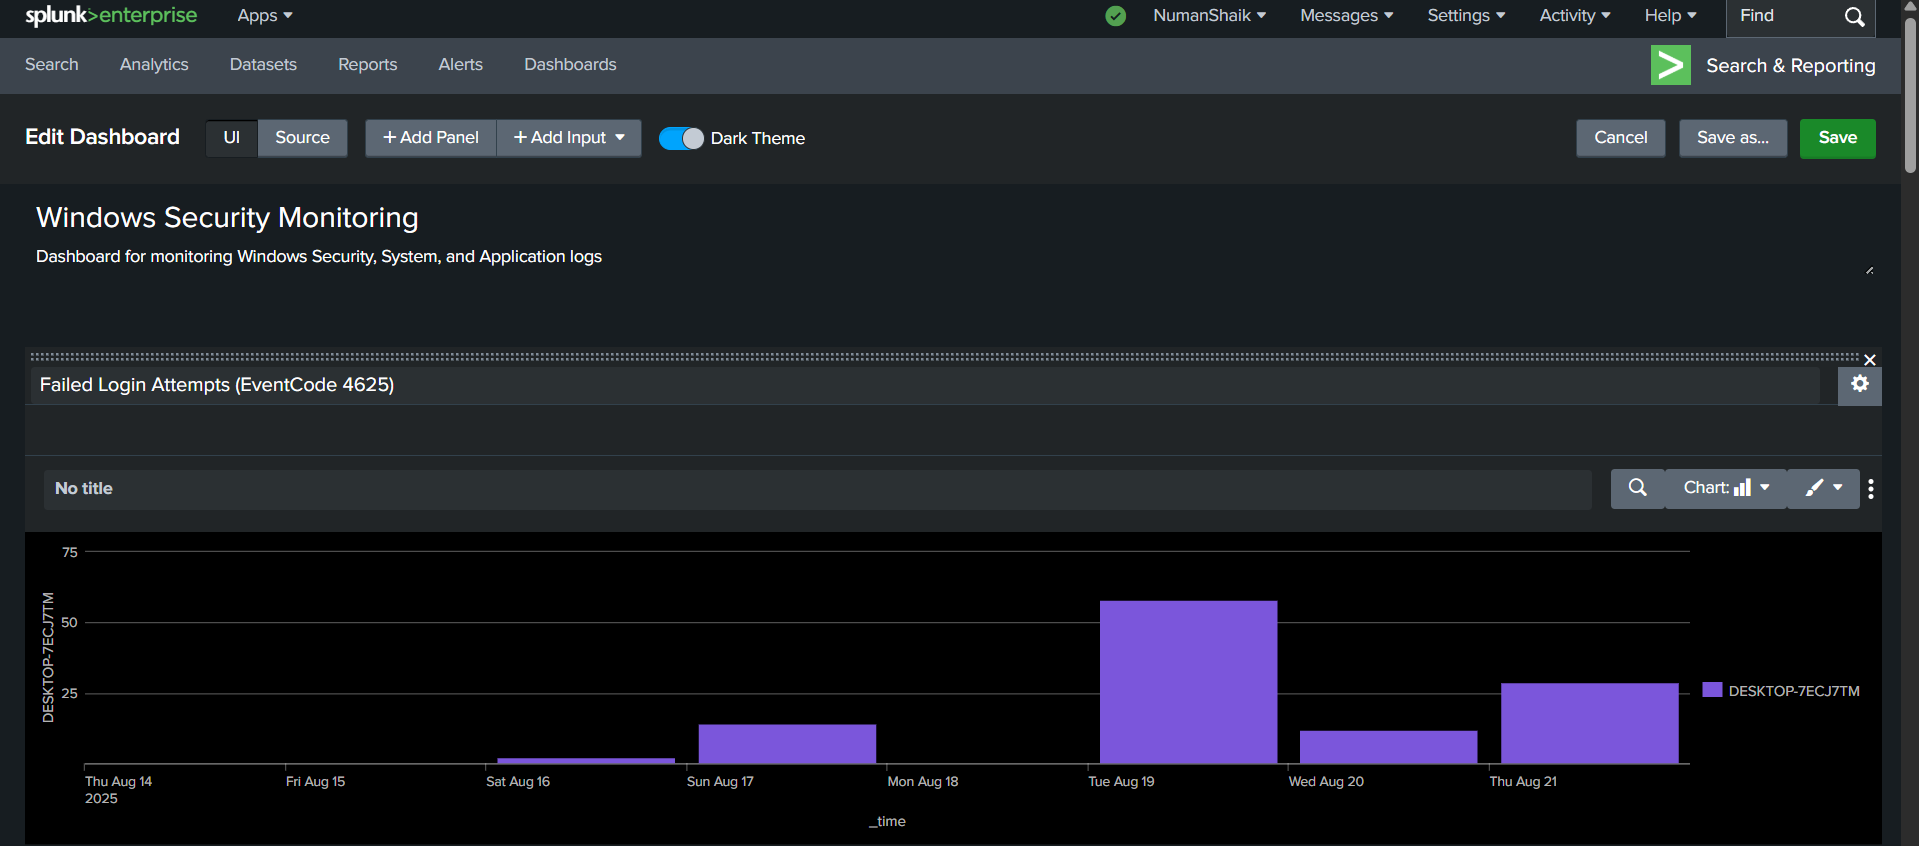 splunk>enterprise Apps NumanShaik Messages Settings Activity Help Find
Search Analytics Datasets Reports Alerts Dashboards Search & Reporting
Edit Dashboard UI Source + Add Panel + Add Input Dark Theme Cancel Save as... Save
Windows Security Monitoring
Dashboard for monitoring Windows Security, System, and Application logs
Failed Login Attempts (EventCode 4625)
No title Chart:
75
50
25
DESKTOP-7ECJ7TM
DESKTOP-7ECJ7TM
Thu Aug 14 Fri Aug 15 Sat Aug 16 Sun Aug 17 Mon Aug 18 Tue Aug 19 Wed Aug 20 Thu Aug 21
2025
_time